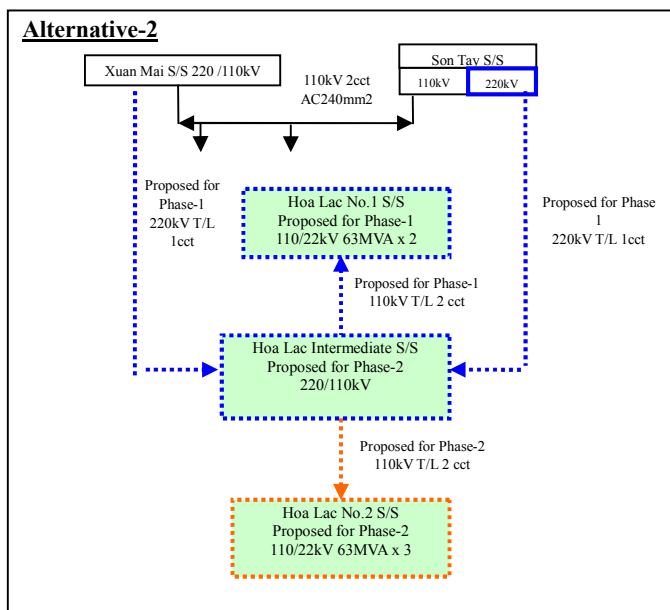 Alternative-2
Xuan Mai S/S 220 /110kV
110kV 2cct
AC240mm2
Son Tay S/S
110kV
220kV
Proposed for
Phase-1
220kV T/L
1cct
Hoa Lac No.1 S/S
Proposed for Phase-1
110/22kV 63MVA x 2
Proposed for Phase
1
220kV T/L 1cct
Proposed for Phase-1
110kV T/L 2 cct
Hoa Lac Intermediate S/S
Proposed for Phase-2
220/110kV
Proposed for Phase-2
110kV T/L 2 cct
Hoa Lac No.2 S/S
Proposed for Phase-2
110/22kV 63MVA x 3